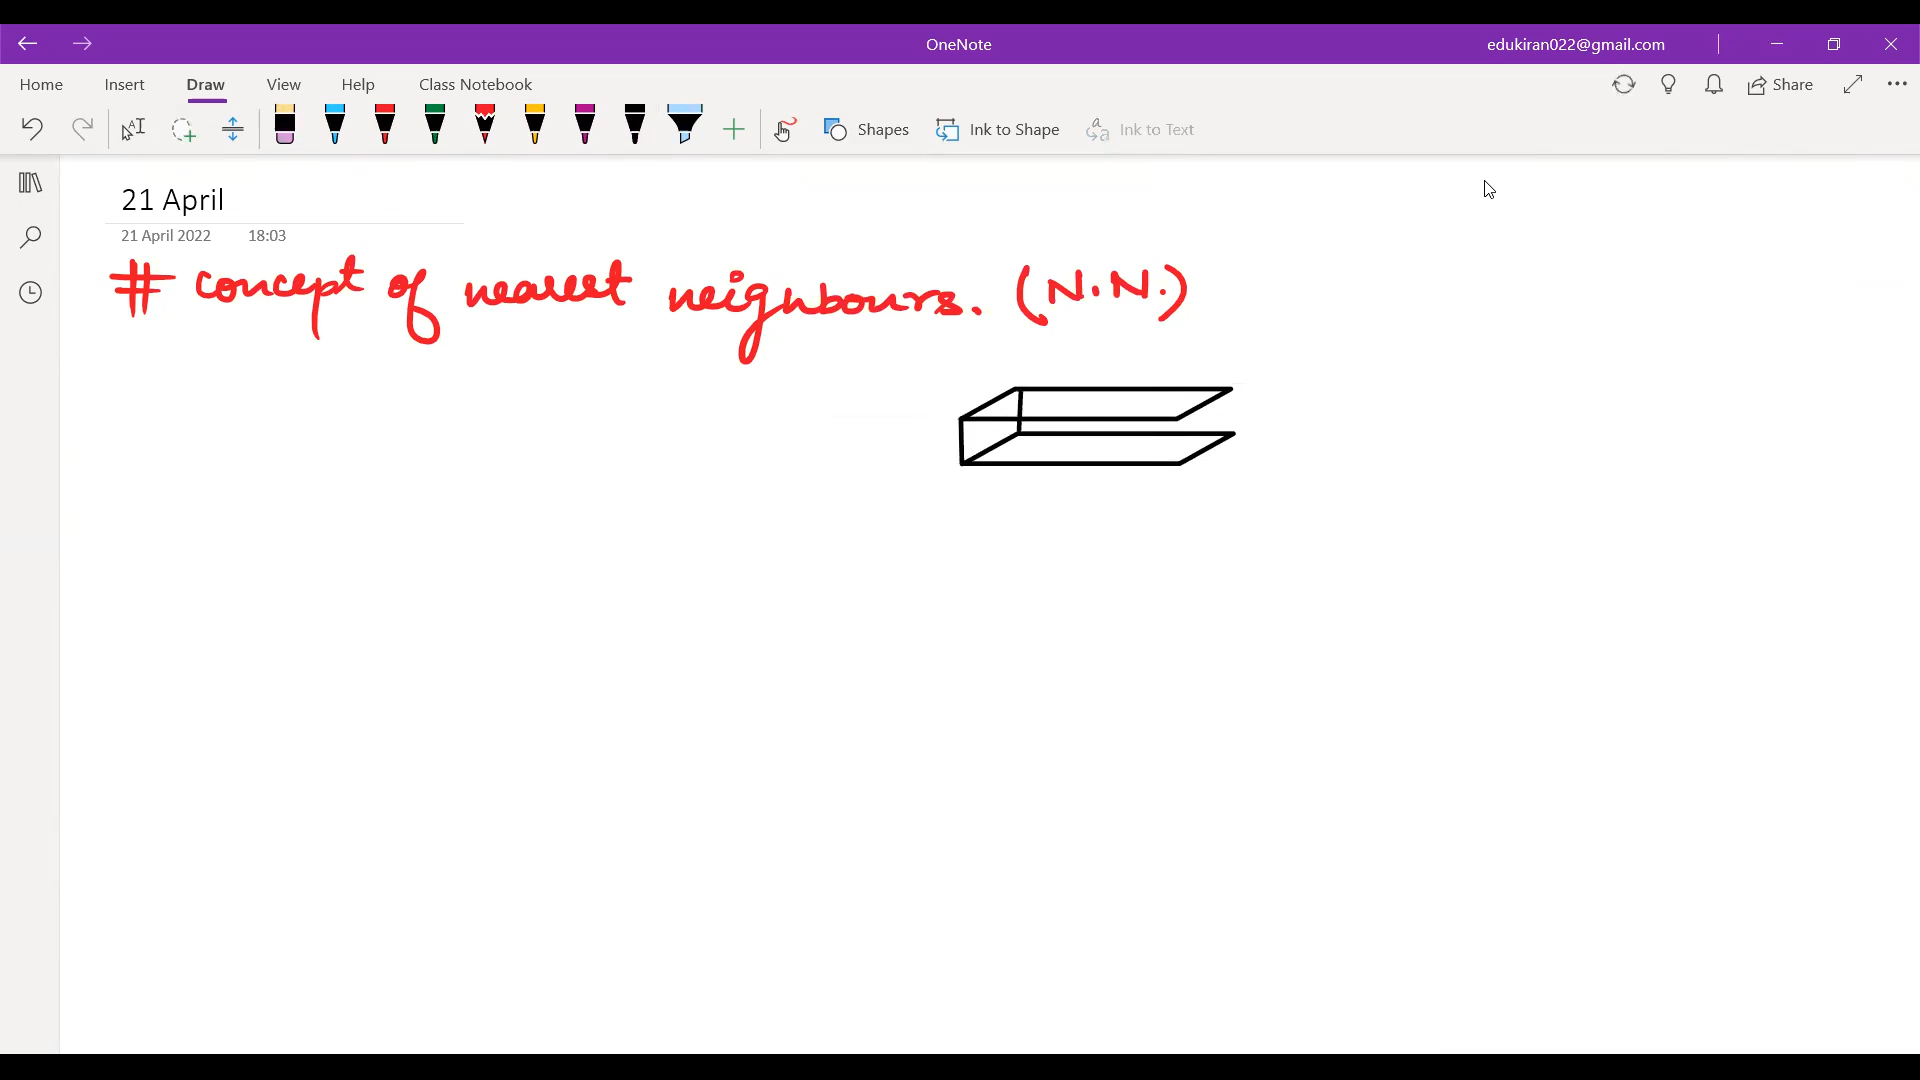 OneNote
edukiran022@gmail.com
Home Insert Draw View Help Class Notebook Share
AI Shapes Ink to Shape a a Ink to Text
21 April
21 April 2022 18:03
# concept of nearest neighbours. (N.N.)